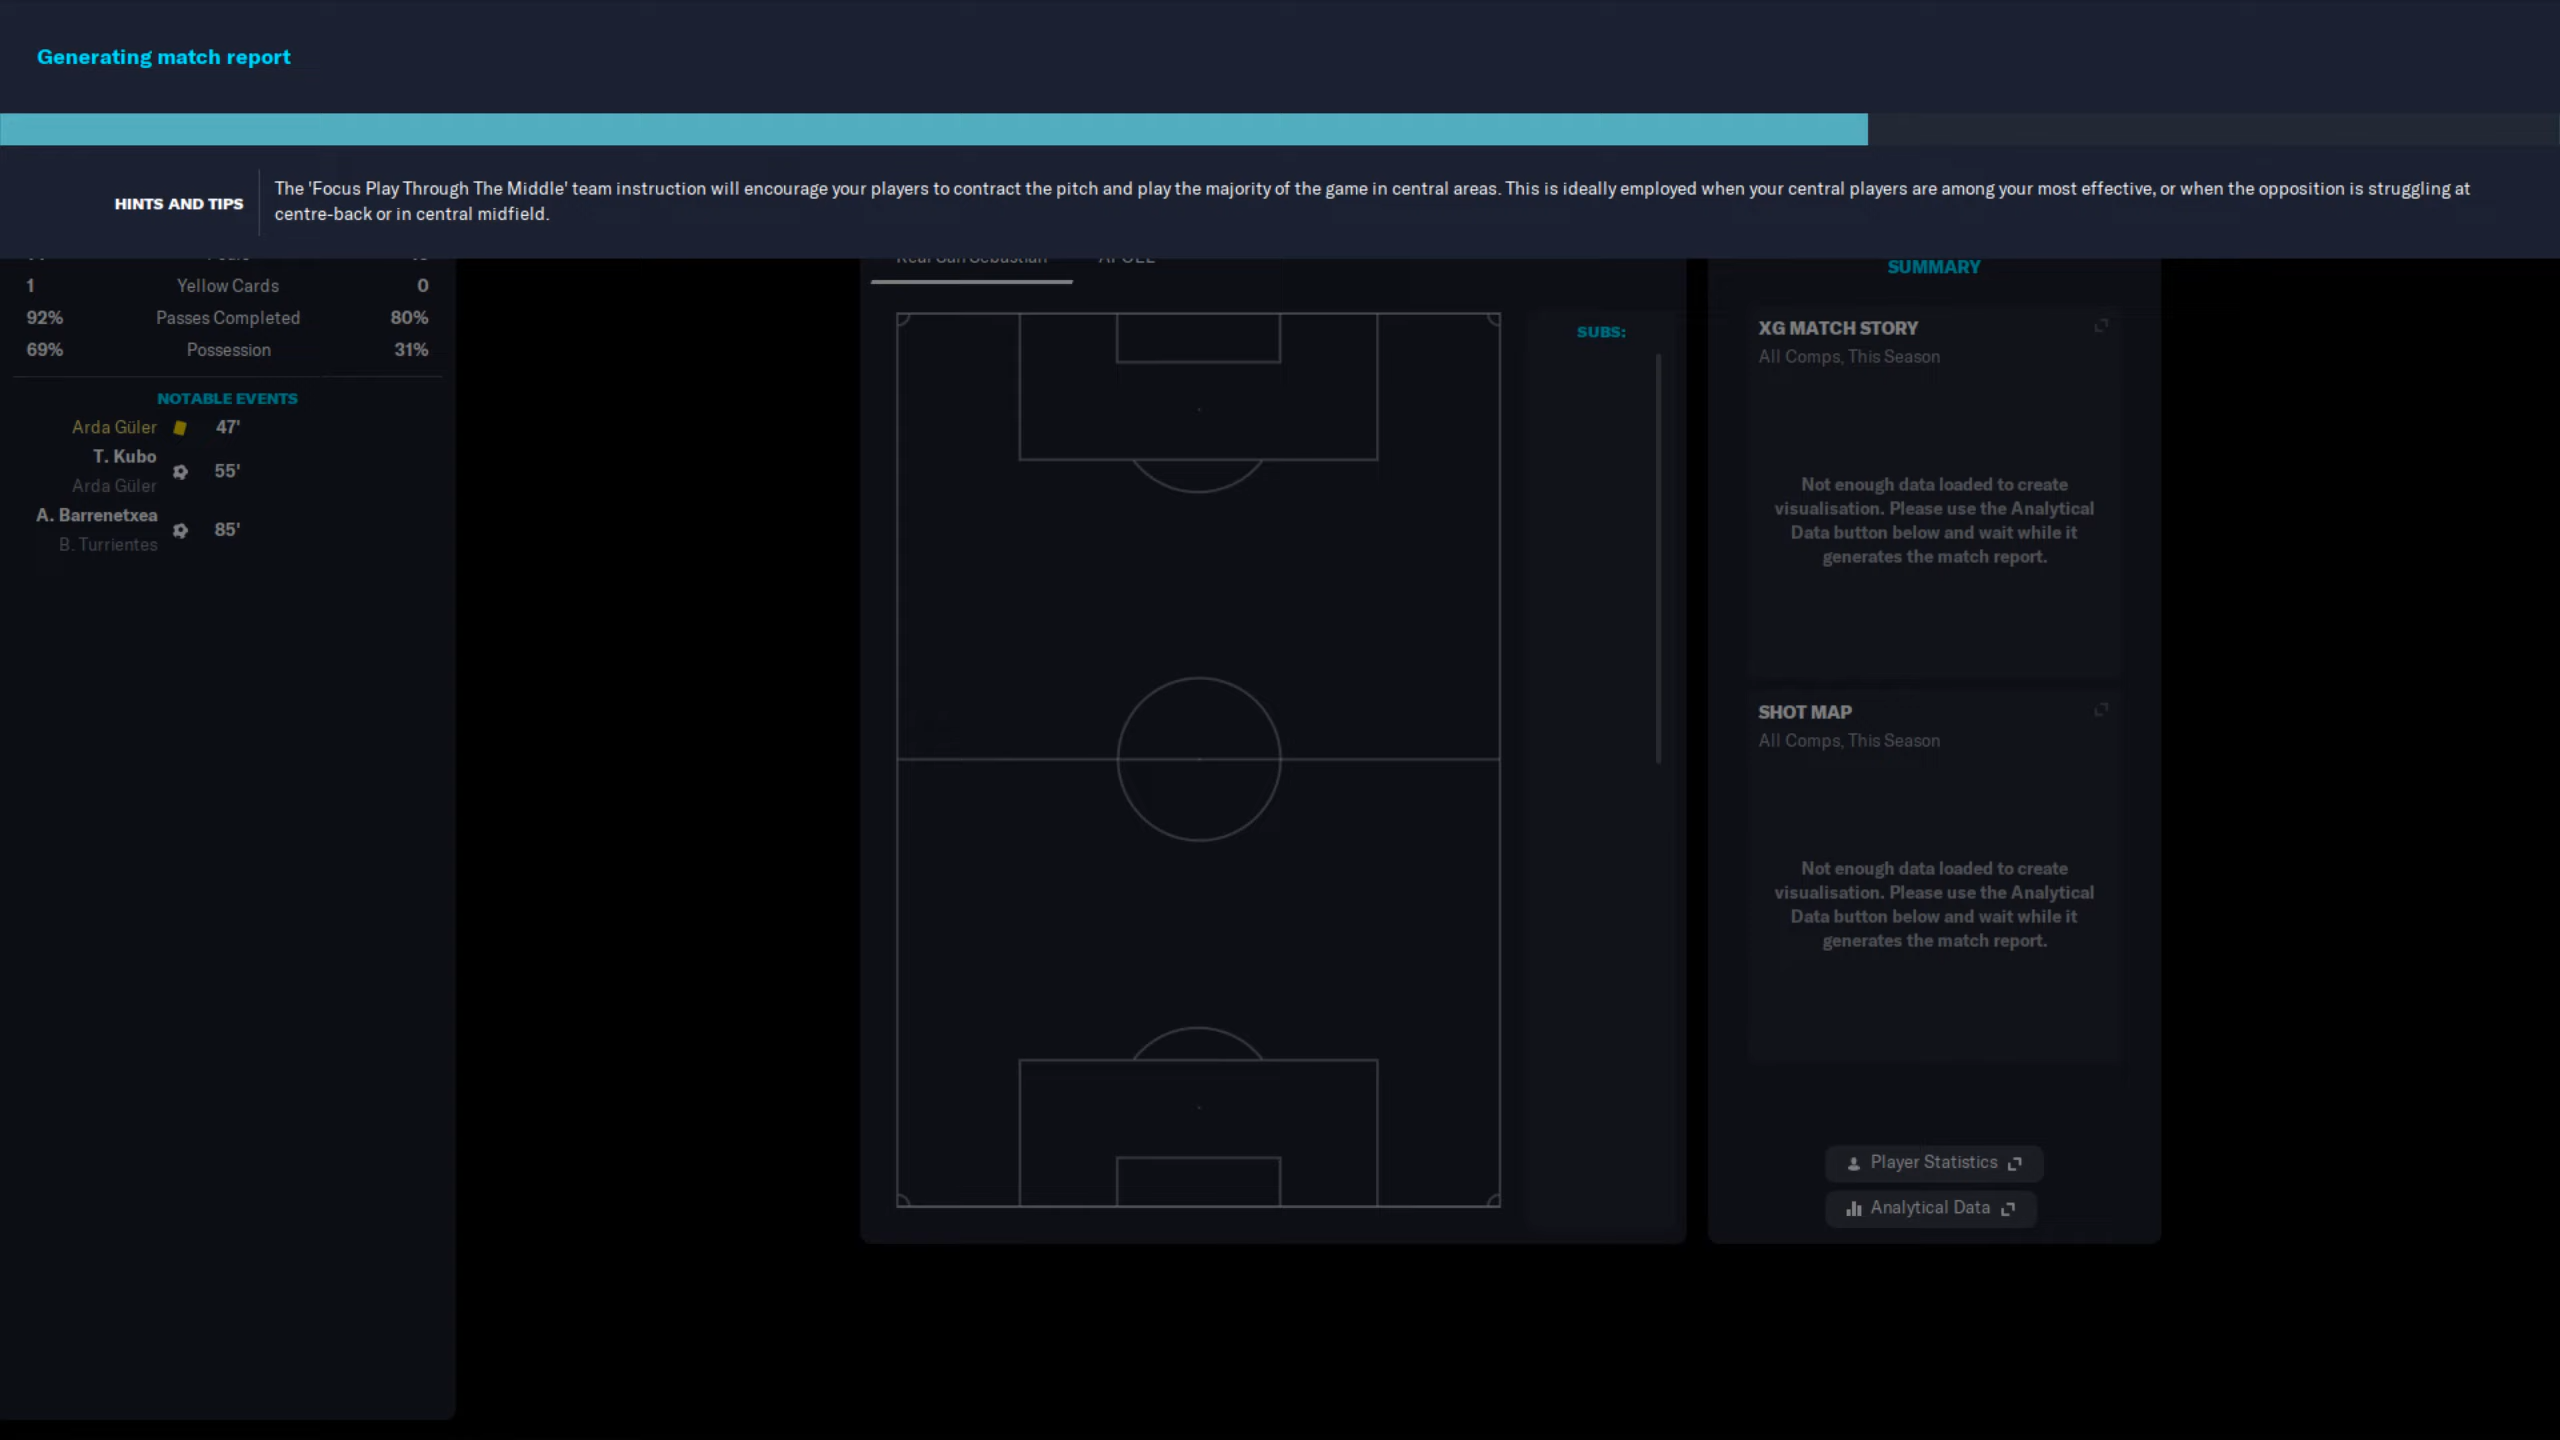 Generating match report
HINTS AND TIPS
The 'Focus Play Through The Middle' team instruction will encourage your players to contract the pitch and play the majority of the game in central areas. This is ideally employed when your central players are among your most effective, or when the opposition is struggling at
centre-back or in central midfield.
1 Yellow Cards 0
92% Passes Completed 80%
69% Possession 31%
NOTABLE EVENTS
Arda Güler 47'
T. Kubo
55'
Arda Güler
A. Barrenetxea
85'
B. Turrientes
Real San Sebastián APOEL
SUBS:
SUMMARY
XG MATCH STORY
All Comps, This Season
Not enough data loaded to create
visualisation. Please use the Analytical
Data button below and wait while it
generates the match report.
SHOT MAP
All Comps, This Season
Not enough data loaded to create
visualisation. Please use the Analytical
Data button below and wait while it
generates the match report.
Player Statistics
Analytical Data